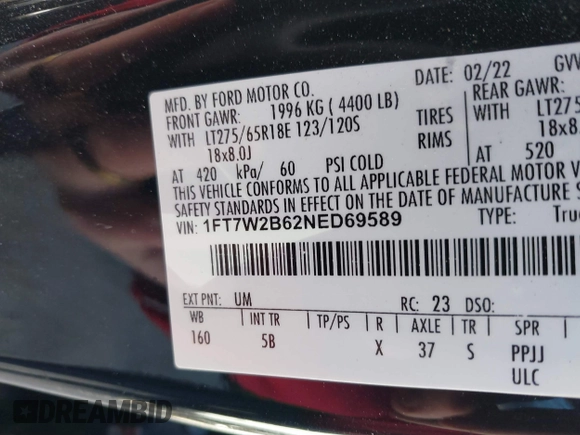 DATE: 02/22 GVW
MFD. BY FORD MOTOR CO.
FRONT GAWR: 1996 KG ( 4400 LB) REAR GAWR:
WITH LT275/65R18E 123/120S TIRES WITH LT275
18x8.0J RIMS 18x8.
AT 420 kPa/ 60 PSI COLD AT 520
THIS VEHICLE CONFORMS TO ALL APPLICABLE FEDERAL MOTOR V
SAFETY STANDARDS IN EFFECT ON THE DATE OF MANUFACTURE S
VIN: 1FT7W2B62NED69589 TYPE: Tru
EXT PNT: UM RC: 23 DSO:
WB INT TR TP/PS R AXLE TR SPR
160 5B X 37 S PPJJ
ULC
DREAMBID